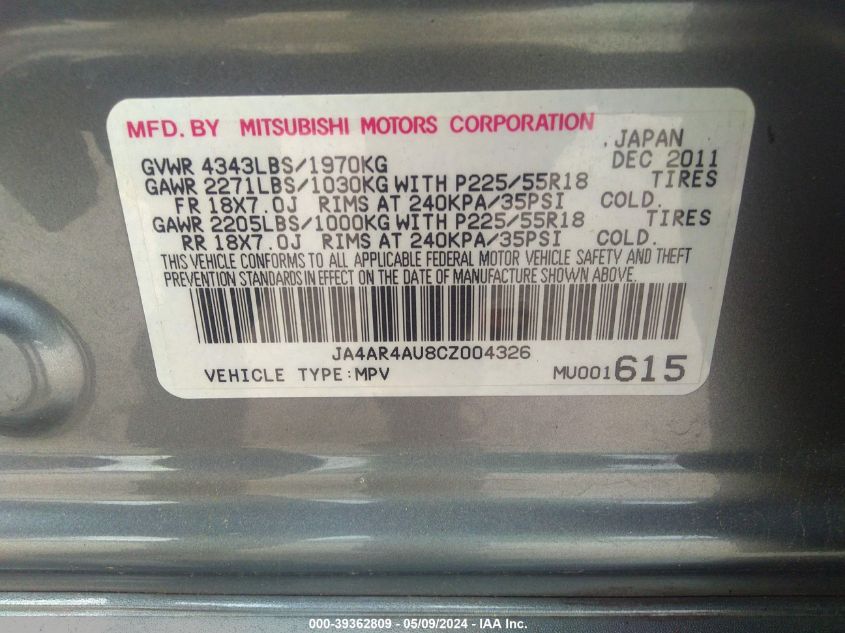 MFD. BY MITSUBISHI MOTORS CORPORATION
.JAPAN
GVWR 4343LBS/1970KG DEC 2011
GAWR 2271LBS/1030KG WITH P225/55R18 TIRES
FR 18X7.0J RIMS AT 240KPA/35PSI COLD.
GAWR 2205LBS/1000KG WITH P225/55R18 TIRES
RR 18X7.0J RIMS AT 240KPA/35PSI COLD.
THIS VEHICLE CONFORMS TO ALL APPLICABLE FEDERAL MOTOR VEHICLE SAFETY AND THEFT
PREVENTION STANDARDS IN EFFECT ON THE DATE OF MANUFACTURE SHOWN ABOVE.
JA4AR4AU8CZ004326
VEHICLE TYPE:MPV MU001615
000-39362809 - 05/09/2024 - IAA Inc.